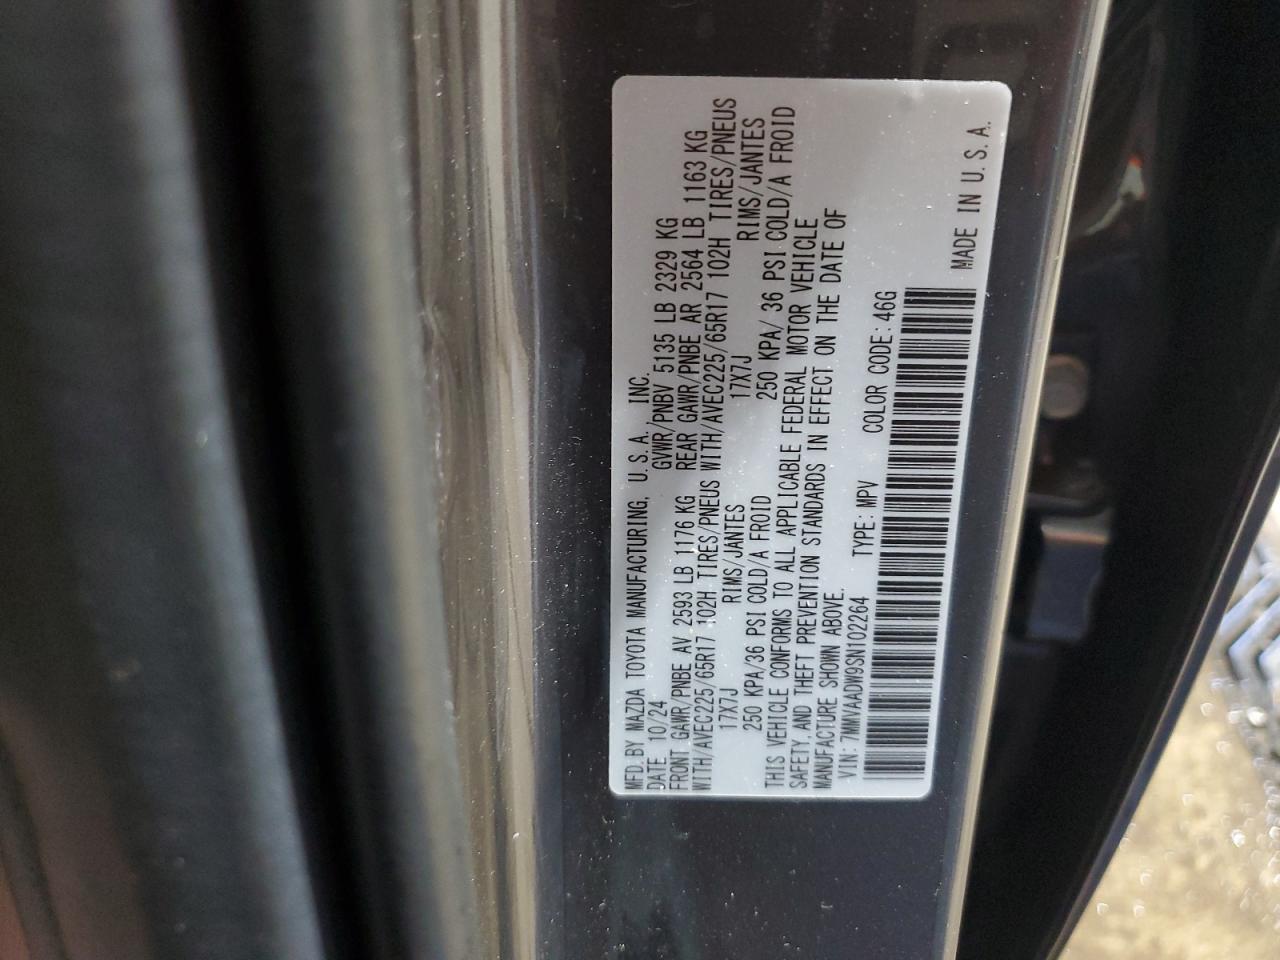 MFD. BY MAZDA TOYOTA MANUFACTURING, U.S.A. INC.
DATE 10/24 GVWR/PNBV 5135 LB 2329 KG
FRONT GAWR/PNBE AV 2593 LB 1176 KG REAR GAWR/PNBE AR 2564 LB 1163 KG
WITH/AVEC225/65R17 102H TIRES/PNEUS WITH/AVEC225/65R17 102H TIRES/PNEUS
17X7J RIMS/JANTES 17X7J RIMS/JANTES
250 KPA/36 PSI COLD/A FROID 250 KPA/ 36 PSI COLD/A FROID
THIS VEHICLE CONFORMS TO ALL APPLICABLE FEDERAL MOTOR VEHICLE
SAFETY, AND THEFT PREVENTION STANDARDS IN EFFECT ON THE DATE OF
MANUFACTURE SHOWN ABOVE.
VIN: 7MMVAADW9SN102264 TYPE: MPV COLOR CODE: 46G
MADE IN U.S.A.